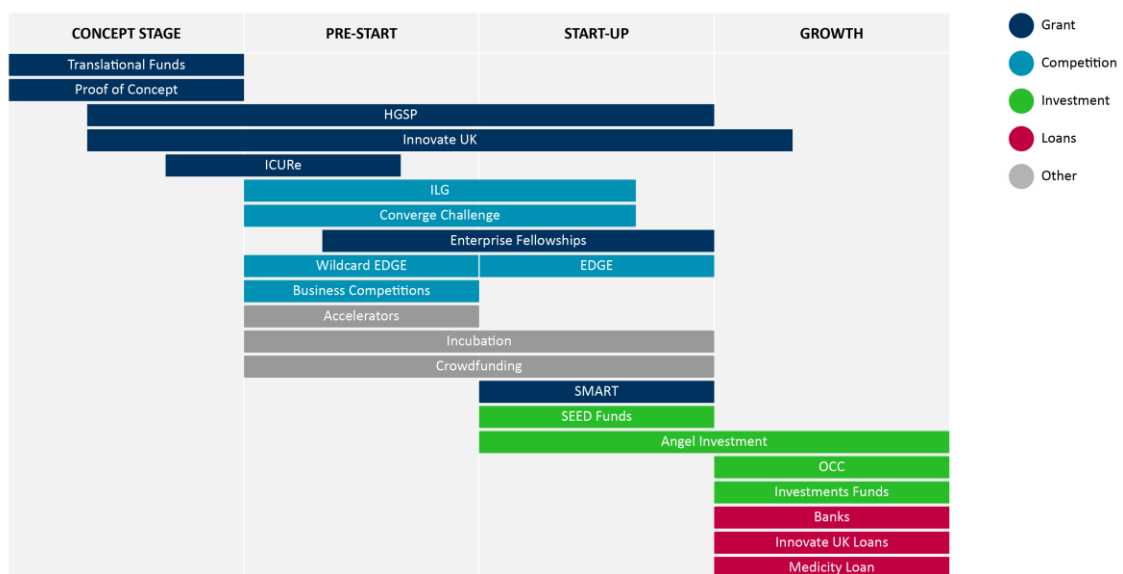 CONCEPT STAGE PRE-START START-UP GROWTH
Translational Funds
Proof of Concept
HGSP
Innovate UK
ICURe
ILG
Converge Challenge
Enterprise Fellowships
Wildcard EDGE EDGE
Business Competitions
Accelerators
Incubation
Crowdfunding
SMART
SEED Funds
Angel Investment
OCC
Investments Funds
Banks
Innovate UK Loans
Medicity Loan
Grant
Competition
Investment
Loans
Other